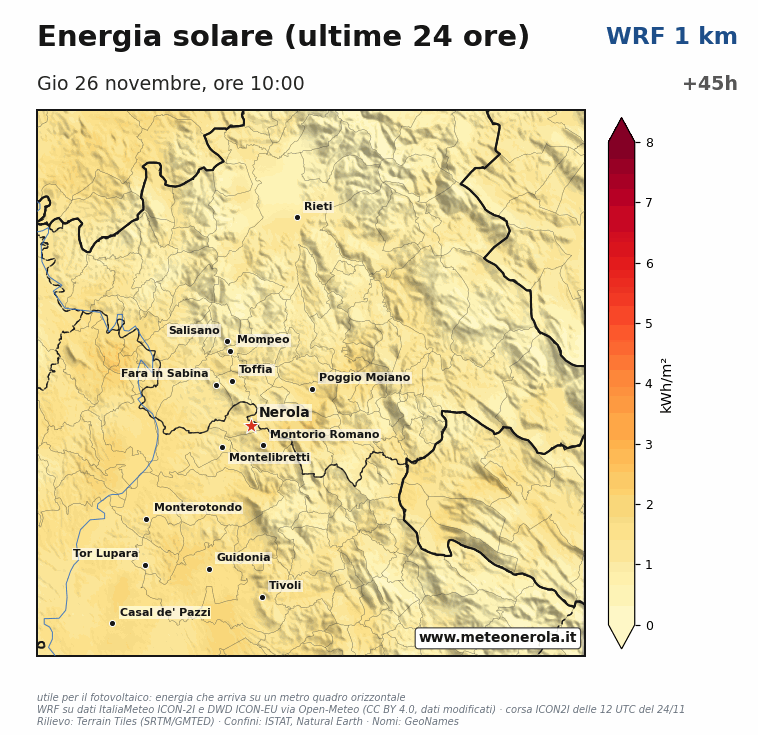 Energia solare (ultime 24 ore)
WRF 1 km
Gio 26 novembre, ore 10:00
+45h
Rieti
Salisano
Mompeo
Toffia
Fara in Sabina
Poggio Moiano
Nerola
Montorio Romano
Montelibretti
Monterotondo
Tor Lupara
Guidonia
Tivoli
Casal de' Pazzi
www.meteonerola.it
8
7
6
5
4
3
2
1
0
kWh/m²
utile per il fotovoltaico: energia che arriva su un metro quadro orizzontale
WRF su dati ItaliaMeteo ICON-2I e DWD ICON-EU via Open-Meteo (CC BY 4.0, dati modificati) · corsa ICON2I delle 12 UTC del 24/11
Rilievo: Terrain Tiles (SRTM/GMTED) · Confini: ISTAT, Natural Earth · Nomi: GeoNames